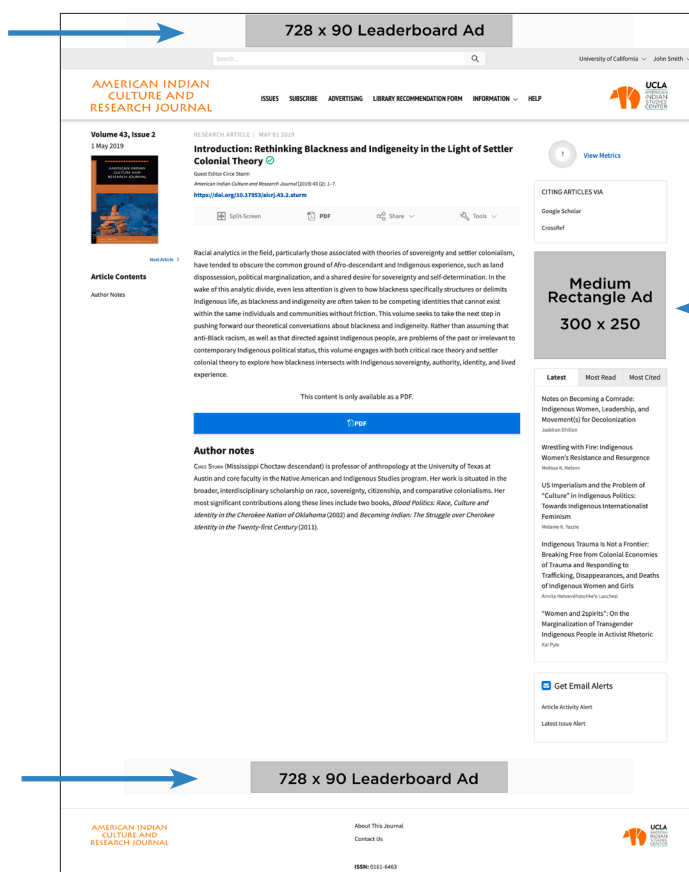 728 x 90 Leaderboard Ad
Search...
University of California
John Smith
AMERICAN INDIAN
CULTURE AND
RESEARCH JOURNAL
ISSUES SUBSCRIBE ADVERTISING LIBRARY RECOMMENDATION FORM INFORMATION HELP
UCLA
AMERICAN
INDIAN
STUDIES
CENTER
Volume 43, Issue 2
1 May 2019
AMERICAN INDIAN
CULTURE AND
RESEARCH JOURNAL
Next Article >
Article Contents
Author Notes
RESEARCH ARTICLE | MAY 01 2019
Introduction: Rethinking Blackness and Indigeneity in the Light of Settler
Colonial Theory
Guest Editor Circe Sturm
American Indian Culture and Research Journal (2019) 43 (2): 1–7.
https://doi.org/10.17953/aicrj.43.2.sturm
Split-Screen PDF Share Tools
Racial analytics in the field, particularly those associated with theories of sovereignty and settler colonialism,
have tended to obscure the common ground of Afro-descendant and Indigenous experience, such as land
dispossession, political marginalization, and a shared desire for sovereignty and self-determination. In the
wake of this analytic divide, even less attention is given to how blackness specifically structures or delimits
Indigenous life, as blackness and indigeneity are often taken to be competing identities that cannot exist
within the same individuals and communities without friction. This volume seeks to take the next step in
pushing forward our theoretical conversations about blackness and indigeneity. Rather than assuming that
anti-Black racism, as well as that directed against Indigenous people, are problems of the past or irrelevant to
contemporary Indigenous political status, this volume engages with both critical race theory and settler
colonial theory to explore how blackness intersects with Indigenous sovereignty, authority, identity, and lived
experience.
This content is only available as a PDF.
PDF
Author notes
Circe Sturm (Mississippi Choctaw descendant) is professor of anthropology at the University of Texas at
Austin and core faculty in the Native American and Indigenous Studies program. Her work is situated in the
broader, interdisciplinary scholarship on race, sovereignty, citizenship, and comparative colonialisms. Her
most significant contributions along these lines include two books, Blood Politics: Race, Culture and
Identity in the Cherokee Nation of Oklahoma (2002) and Becoming Indian: The Struggle over Cherokee
Identity in the Twenty-first Century (2011).
?
View Metrics
CITING ARTICLES VIA
Google Scholar
CrossRef
Medium
Rectangle Ad
300 x 250
Latest Most Read Most Cited
Notes on Becoming a Comrade:
Indigenous Women, Leadership, and
Movement(s) for Decolonization
Jaskiran Dhillon
Wrestling with Fire: Indigenous
Women's Resistance and Resurgence
Melissa K. Nelson
US Imperialism and the Problem of
"Culture" in Indigenous Politics:
Towards Indigenous Internationalist
Feminism
Melanie K. Yazzie
Indigenous Trauma Is Not a Frontier:
Breaking Free from Colonial Economies
of Trauma and Responding to
Trafficking, Disappearances, and Deaths
of Indigenous Women and Girls
Annita Lucchesi
"Women and 2spirits": On the
Marginalization of Transgender
Indigenous People in Activist Rhetoric
Kai Pyle
Get Email Alerts
Article Activity Alert
Latest Issue Alert
728 x 90 Leaderboard Ad
AMERICAN INDIAN
CULTURE AND
RESEARCH JOURNAL
About This Journal
Contact Us
ISSN: 0161-6463
UCLA
AMERICAN
INDIAN
STUDIES
CENTER